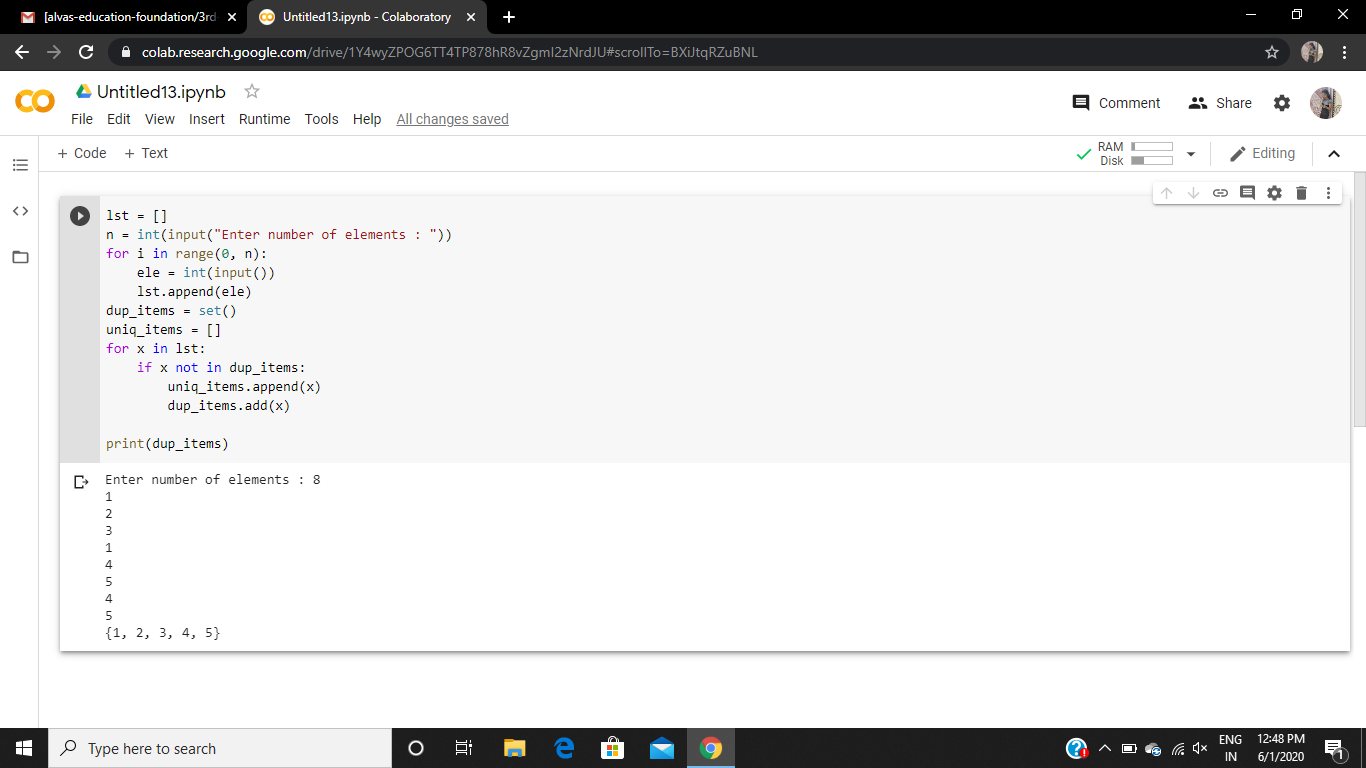 [alvas-education-foundation/3rd
Untitled13.ipynb - Colaboratory
colab.research.google.com/drive/1Y4wyZPOG6TT4TP878hR8vZgmI2zNrdJU#scrollTo=BXiJtqRZuBNL
Untitled13.ipynb
File Edit View Insert Runtime Tools Help All changes saved
Comment Share
+ Code + Text
RAM
Disk
Editing
lst = []
n = int(input("Enter number of elements : "))
for i in range(0, n):
    ele = int(input())
    lst.append(ele)
dup_items = set()
uniq_items = []
for x in lst:
    if x not in dup_items:
        uniq_items.append(x)
        dup_items.add(x)
print(dup_items)
Enter number of elements : 8
1
2
3
1
4
5
4
5
{1, 2, 3, 4, 5}
Type here to search
ENG
IN
12:48 PM
6/1/2020
1